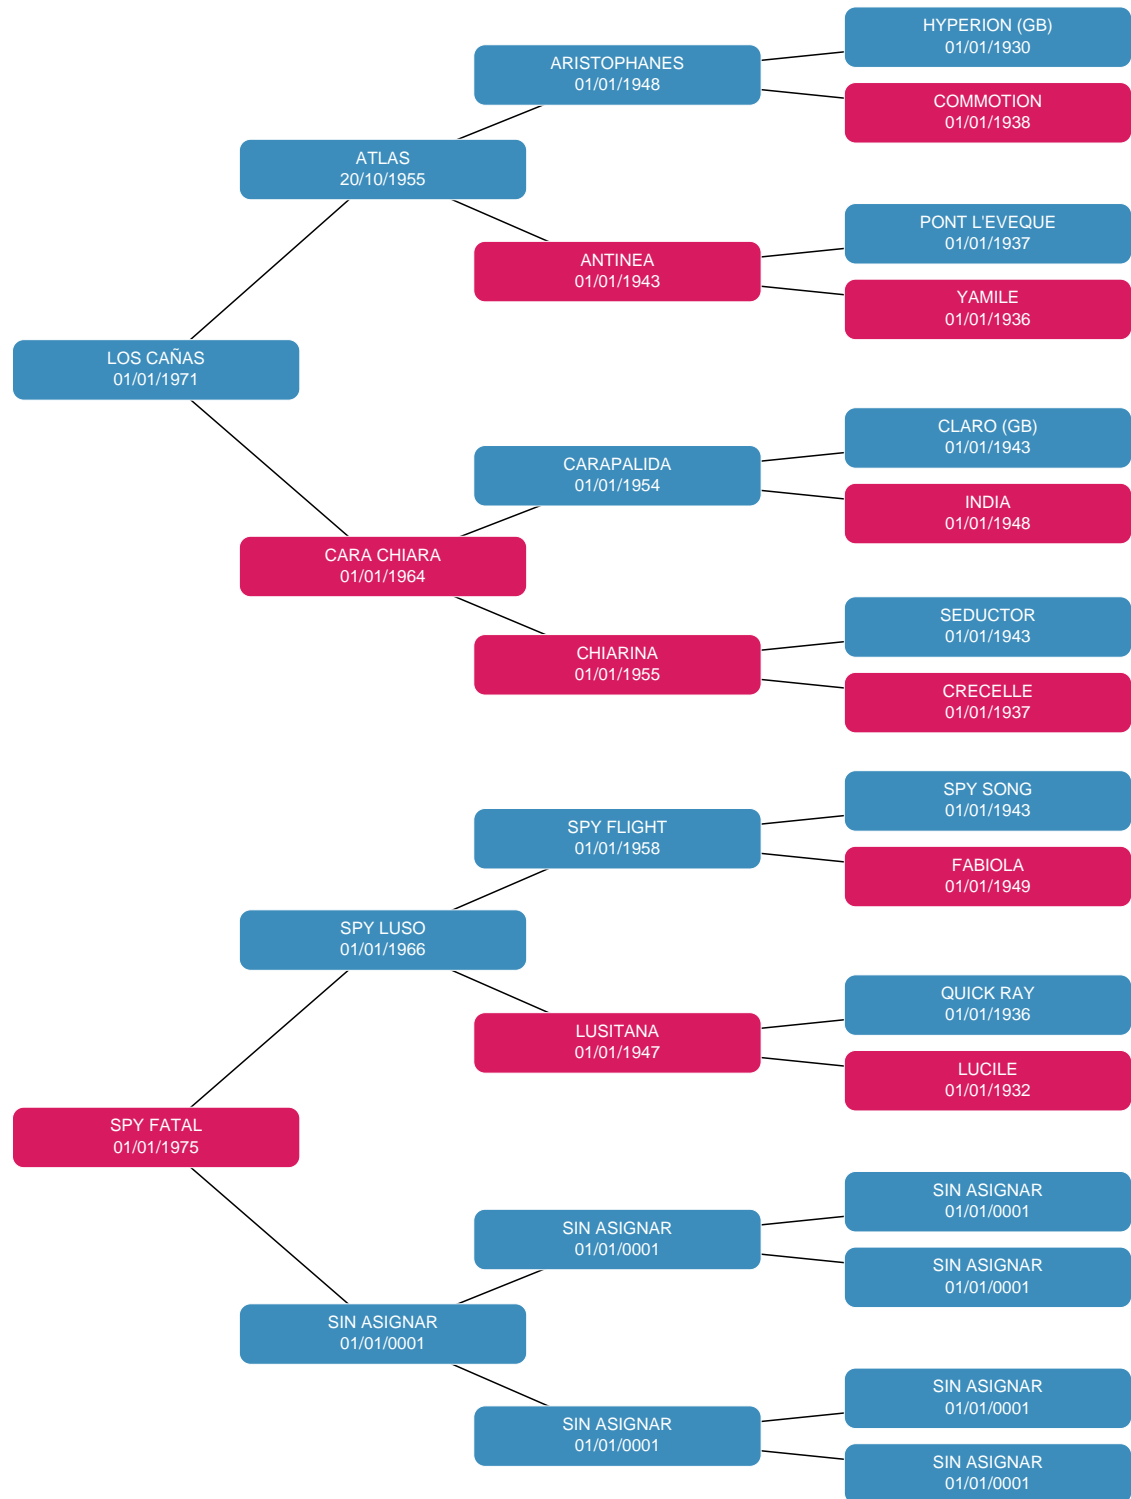 HYPERION (GB)
01/01/1930
ARISTOPHANES
01/01/1948
COMMOTION
01/01/1938
ATLAS
20/10/1955
PONT L'EVEQUE
01/01/1937
ANTINEA
01/01/1943
YAMILE
01/01/1936
LOS CAÑAS
01/01/1971
CLARO (GB)
01/01/1943
CARAPALIDA
01/01/1954
INDIA
01/01/1948
CARA CHIARA
01/01/1964
SEDUCTOR
01/01/1943
CHIARINA
01/01/1955
CRECELLE
01/01/1937
SPY SONG
01/01/1943
SPY FLIGHT
01/01/1958
FABIOLA
01/01/1949
SPY LUSO
01/01/1966
QUICK RAY
01/01/1936
LUSITANA
01/01/1947
LUCILE
01/01/1932
SPY FATAL
01/01/1975
SIN ASIGNAR
01/01/0001
SIN ASIGNAR
01/01/0001
SIN ASIGNAR
01/01/0001
SIN ASIGNAR
01/01/0001
SIN ASIGNAR
01/01/0001
SIN ASIGNAR
01/01/0001
SIN ASIGNAR
01/01/0001